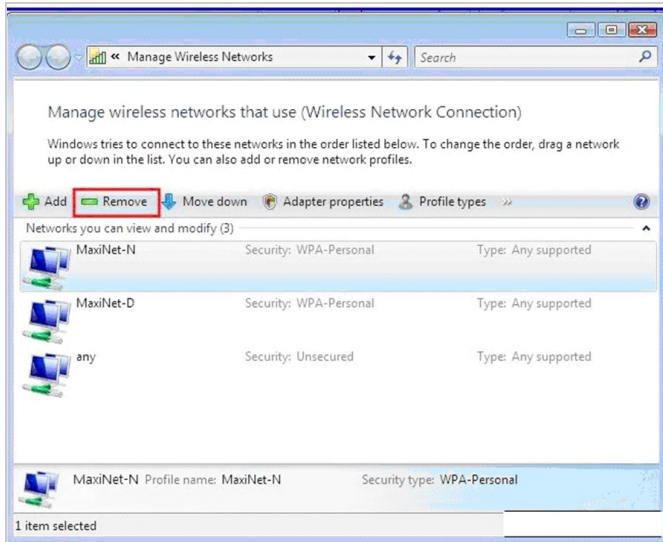 « Manage Wireless Networks
Search
Manage wireless networks that use (Wireless Network Connection)
Windows tries to connect to these networks in the order listed below. To change the order, drag a network
up or down in the list. You can also add or remove network profiles.
Add Remove Move down Adapter properties Profile types »
Networks you can view and modify (3)
MaxiNet-N Security: WPA-Personal Type: Any supported
MaxiNet-D Security: WPA-Personal Type: Any supported
any Security: Unsecured Type: Any supported
MaxiNet-N Profile name: MaxiNet-N Security type: WPA-Personal
1 item selected